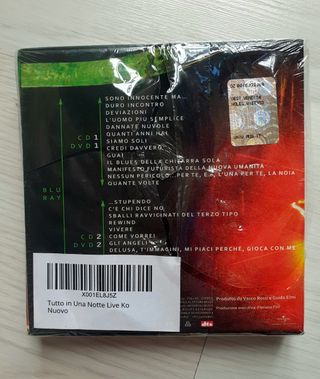 SONO INNOCENTE MA...
DURO INCONTRO
DEVIAZIONI
L'UOMO PIU SEMPLICE
DANNATE NUVOLE
QUANTI ANNI HAI
SIAMO SOLI
CREDI DAVVERO
GUAI
IL BLUES DELLA CHITARRA SOLA
MANIFESTO FUTURISTA DELLA NUOVA UMANITÀ
NESSUN PERICOLO... PER TE, E... L'UNA PER TE, LA NOIA
QUANTE VOLTE
CD 1
DVD 1
BLU
RAY
...STUPENDO
C'E CHI DICE NO
SBALLI RAVVICINATI DEL TERZO TIPO
REWIND
VIVERE
COME VORREI
GLI ANGELI
DELUSA, T'IMMAGINI, MI PIACI PERCHÈ, GIOCA CON ME
CD 2
DVD 2
X001EL8J5Z
Tutto in Una Notte Live Ko
Nuovo
dts
Prodotto da Vasco Rossi e Guido Elmi